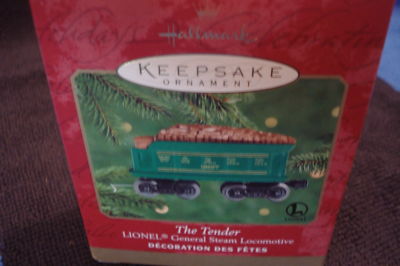 Hallmark
KEEPSAKE
ORNAMENT
The Tender
LIONEL® General Steam Locomotive
DÉCORATION DES FÊTES